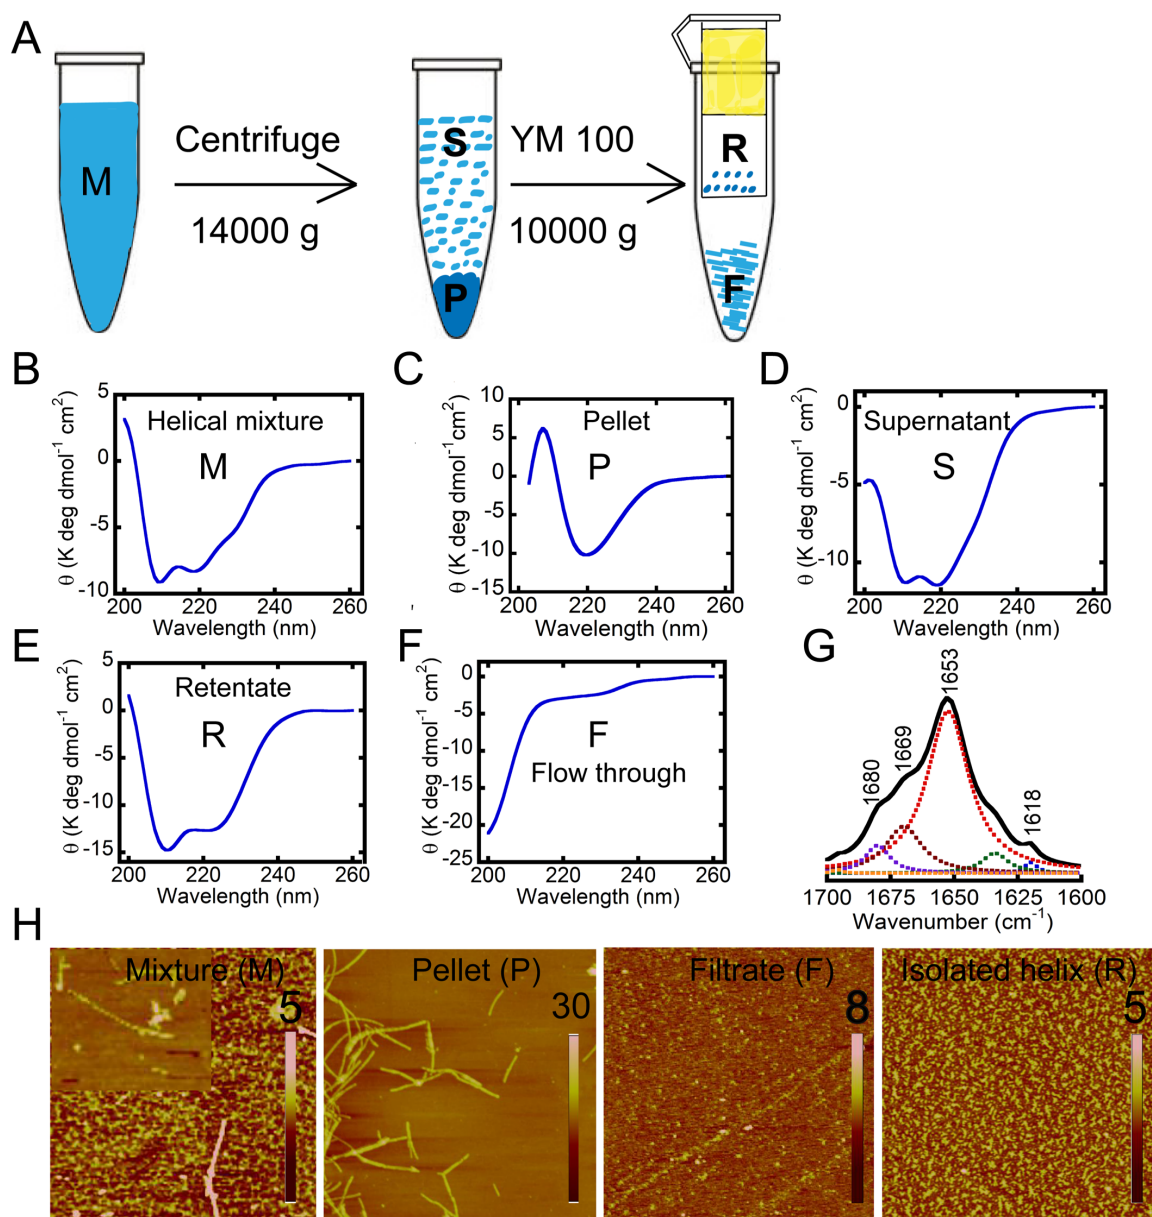 A
M
Centrifuge
14000 g
S
P
YM 100
10000 g
R
F
B
Helical mixture
M
θ (K deg dmol⁻¹ cm²)
5
0
-5
-10
200 220 240 260
Wavelength (nm)
C
Pellet
P
θ (K deg dmol⁻¹cm²)
10
5
0
-5
-10
-15
200 220 240 260
Wavelength (nm)
D
Supernatant
S
θ (K deg dmol⁻¹ cm²)
0
-5
-10
200 220 240 260
Wavelength (nm)
E
Retentate
R
θ (K deg dmol⁻¹ cm²)
5
0
-5
-10
-15
200 220 240 260
Wavelength (nm)
F
F
Flow through
θ (K deg dmol⁻¹ cm²)
0
-5
-10
-15
-20
-25
200 220 240 260
Wavelength (nm)
G
1680
1669
1653
1618
1700 1675 1650 1625 1600
Wavenumber (cm⁻¹)
H
Mixture (M)
5
Pellet (P)
30
Filtrate (F)
8
Isolated helix (R)
5